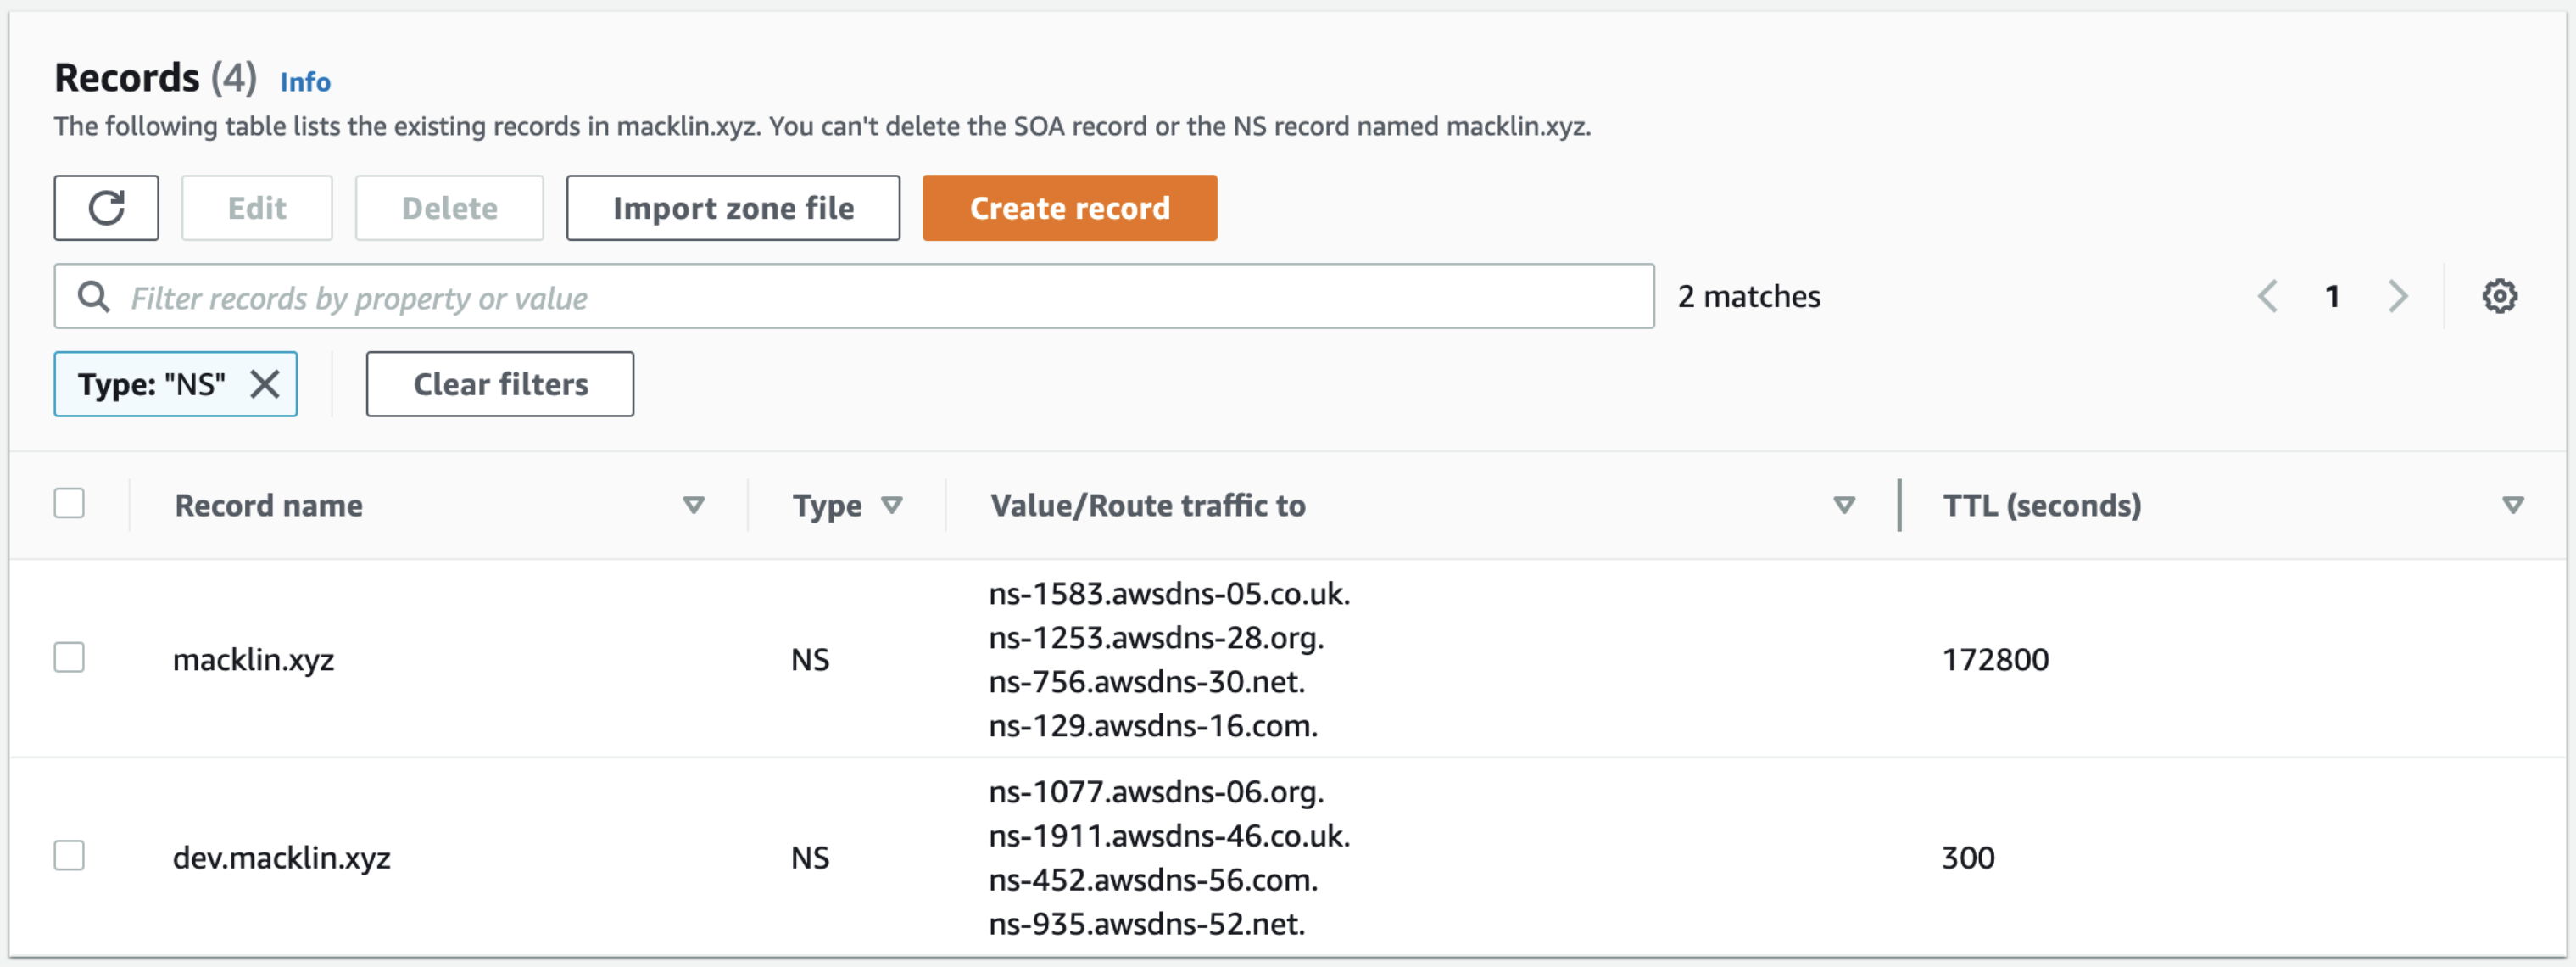 Records (4) Info
The following table lists the existing records in macklin.xyz. You can't delete the SOA record or the NS record named macklin.xyz.
Edit Delete Import zone file Create record
Filter records by property or value 2 matches 1
Type: "NS" Clear filters
Record name Type Value/Route traffic to TTL (seconds)
macklin.xyz NS ns-1583.awsdns-05.co.uk. 172800
ns-1253.awsdns-28.org.
ns-756.awsdns-30.net.
ns-129.awsdns-16.com.
dev.macklin.xyz NS ns-1077.awsdns-06.org. 300
ns-1911.awsdns-46.co.uk.
ns-452.awsdns-56.com.
ns-935.awsdns-52.net.